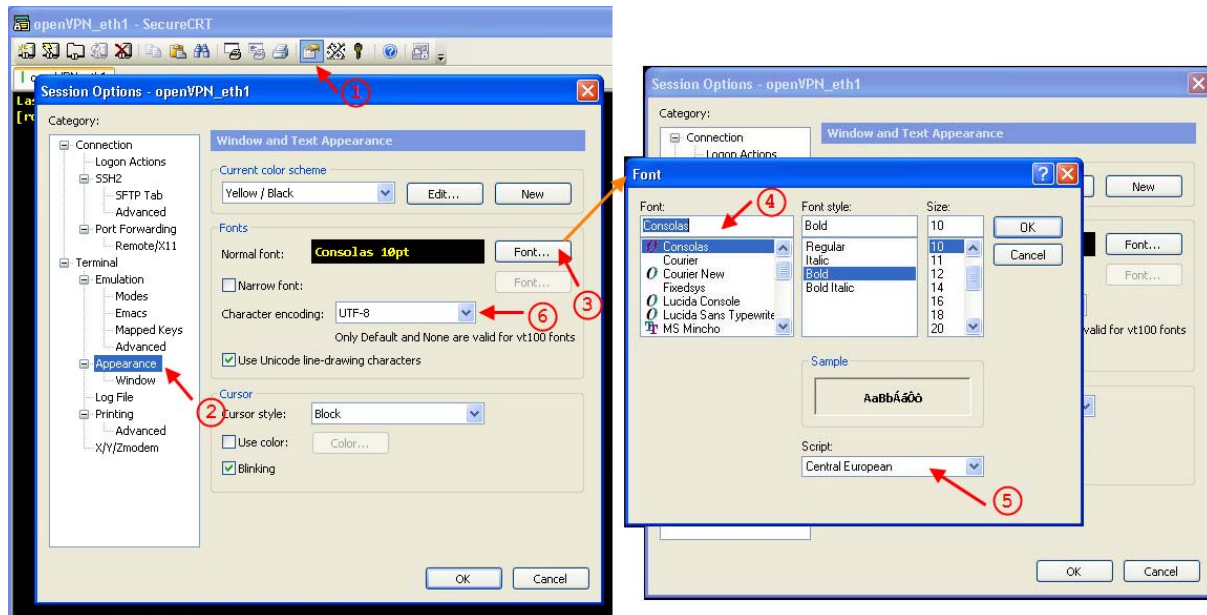 openVPN_eth1 - SecureCRT
1
Session Options - openVPN_eth1
Category:
Connection
Logon Actions
SSH2
SFTP Tab
Advanced
Port Forwarding
Remote/X11
Terminal
Emulation
Modes
Emacs
Mapped Keys
Advanced
Appearance
Window
Log File
Printing
Advanced
X/Y/Zmodem
2
Window and Text Appearance
Current color scheme
Yellow / Black
Edit...
New
Fonts
Normal font:
Consolas 10pt
Font...
3
Narrow font:
Font...
Character encoding:
UTF-8
6
Only Default and None are valid for vt100 fonts
Use Unicode line-drawing characters
Cursor
Cursor style:
Block
Use color:
Color...
Blinking
OK
Cancel
Session Options - openVPN_eth1
Category:
Connection
Logon Actions
Window and Text Appearance
New
Font...
Font...
valid for vt100 fonts
OK
Cancel
Font
Font:
Consolas
4
Consolas
Courier
Courier New
Fixedsys
Lucida Console
Lucida Sans Typewrite
MS Mincho
Font style:
Bold
Regular
Italic
Bold
Bold Italic
Size:
10
10
11
12
14
16
18
20
OK
Cancel
Sample
AaBbÁáÔô
Script:
Central European
5